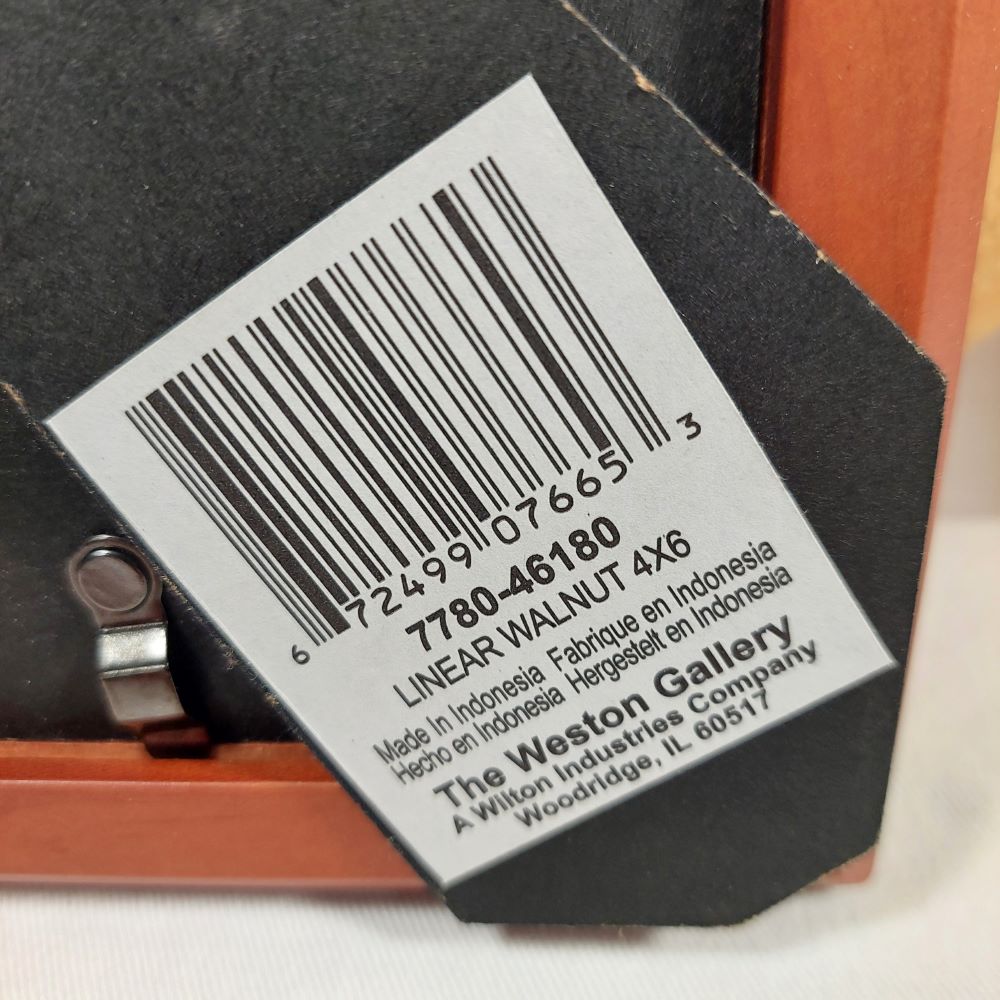 6 72499 07665 3
7780-46180
LINEAR WALNUT 4X6
Made In Indonesia Fabrique en Indonesia
Hecho en Indonesia Hergestelt en Indonesia
The Weston Gallery
A Wilton Industries Company
Woodridge, IL 60517